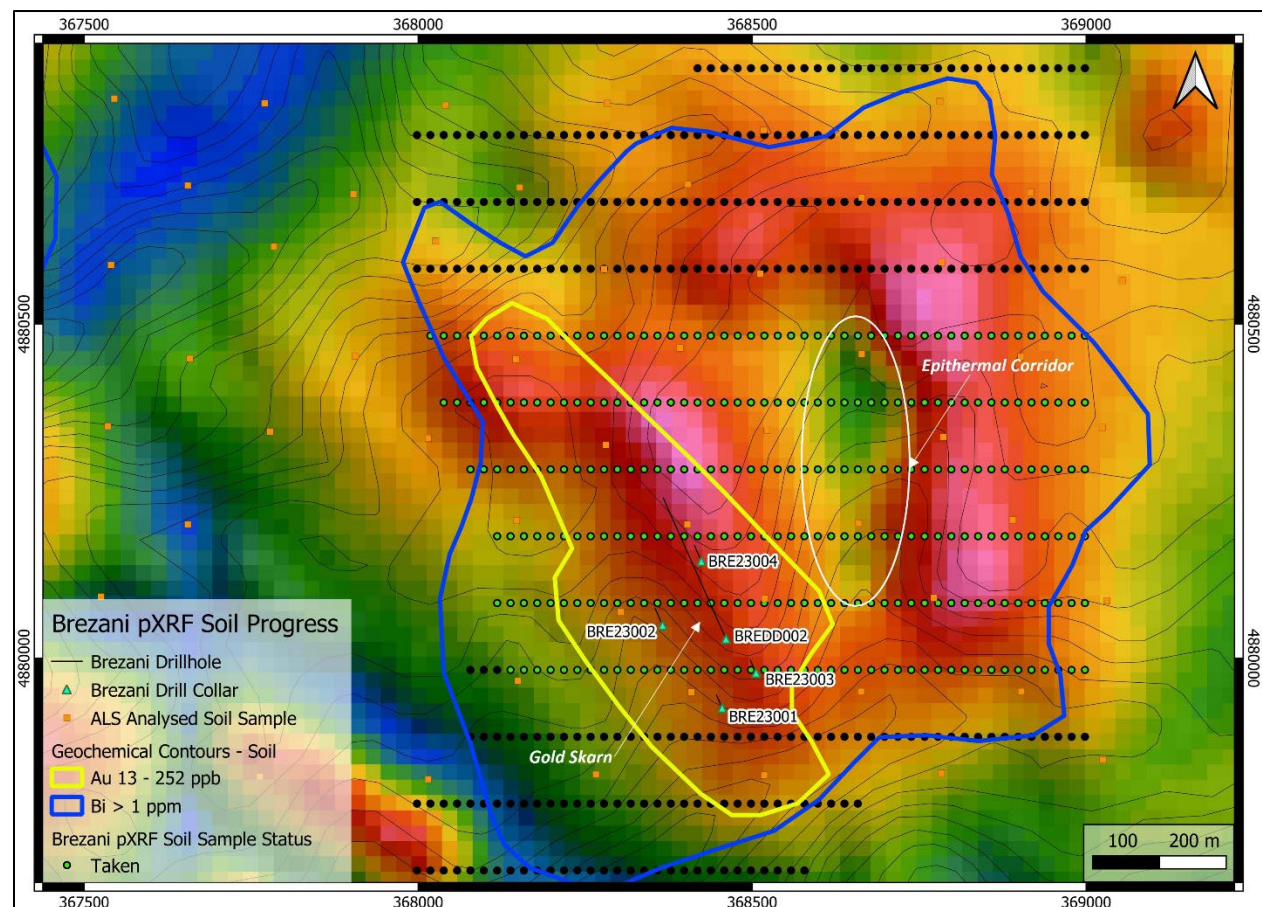 367500 368000 368500 369000
4880500
4880500
Epithermal Corridor
BRE23004
BRE23002
BREDD002
BRE23003
BRE23001
4880000
4880000
Gold Skarn
Brezani pXRF Soil Progress
Brezani Drillhole
Brezani Drill Collar
ALS Analysed Soil Sample
Geochemical Contours - Soil
Au 13 - 252 ppb
Bi > 1 ppm
Brezani pXRF Soil Sample Status
Taken
100 200 m
367500 368000 368500 369000